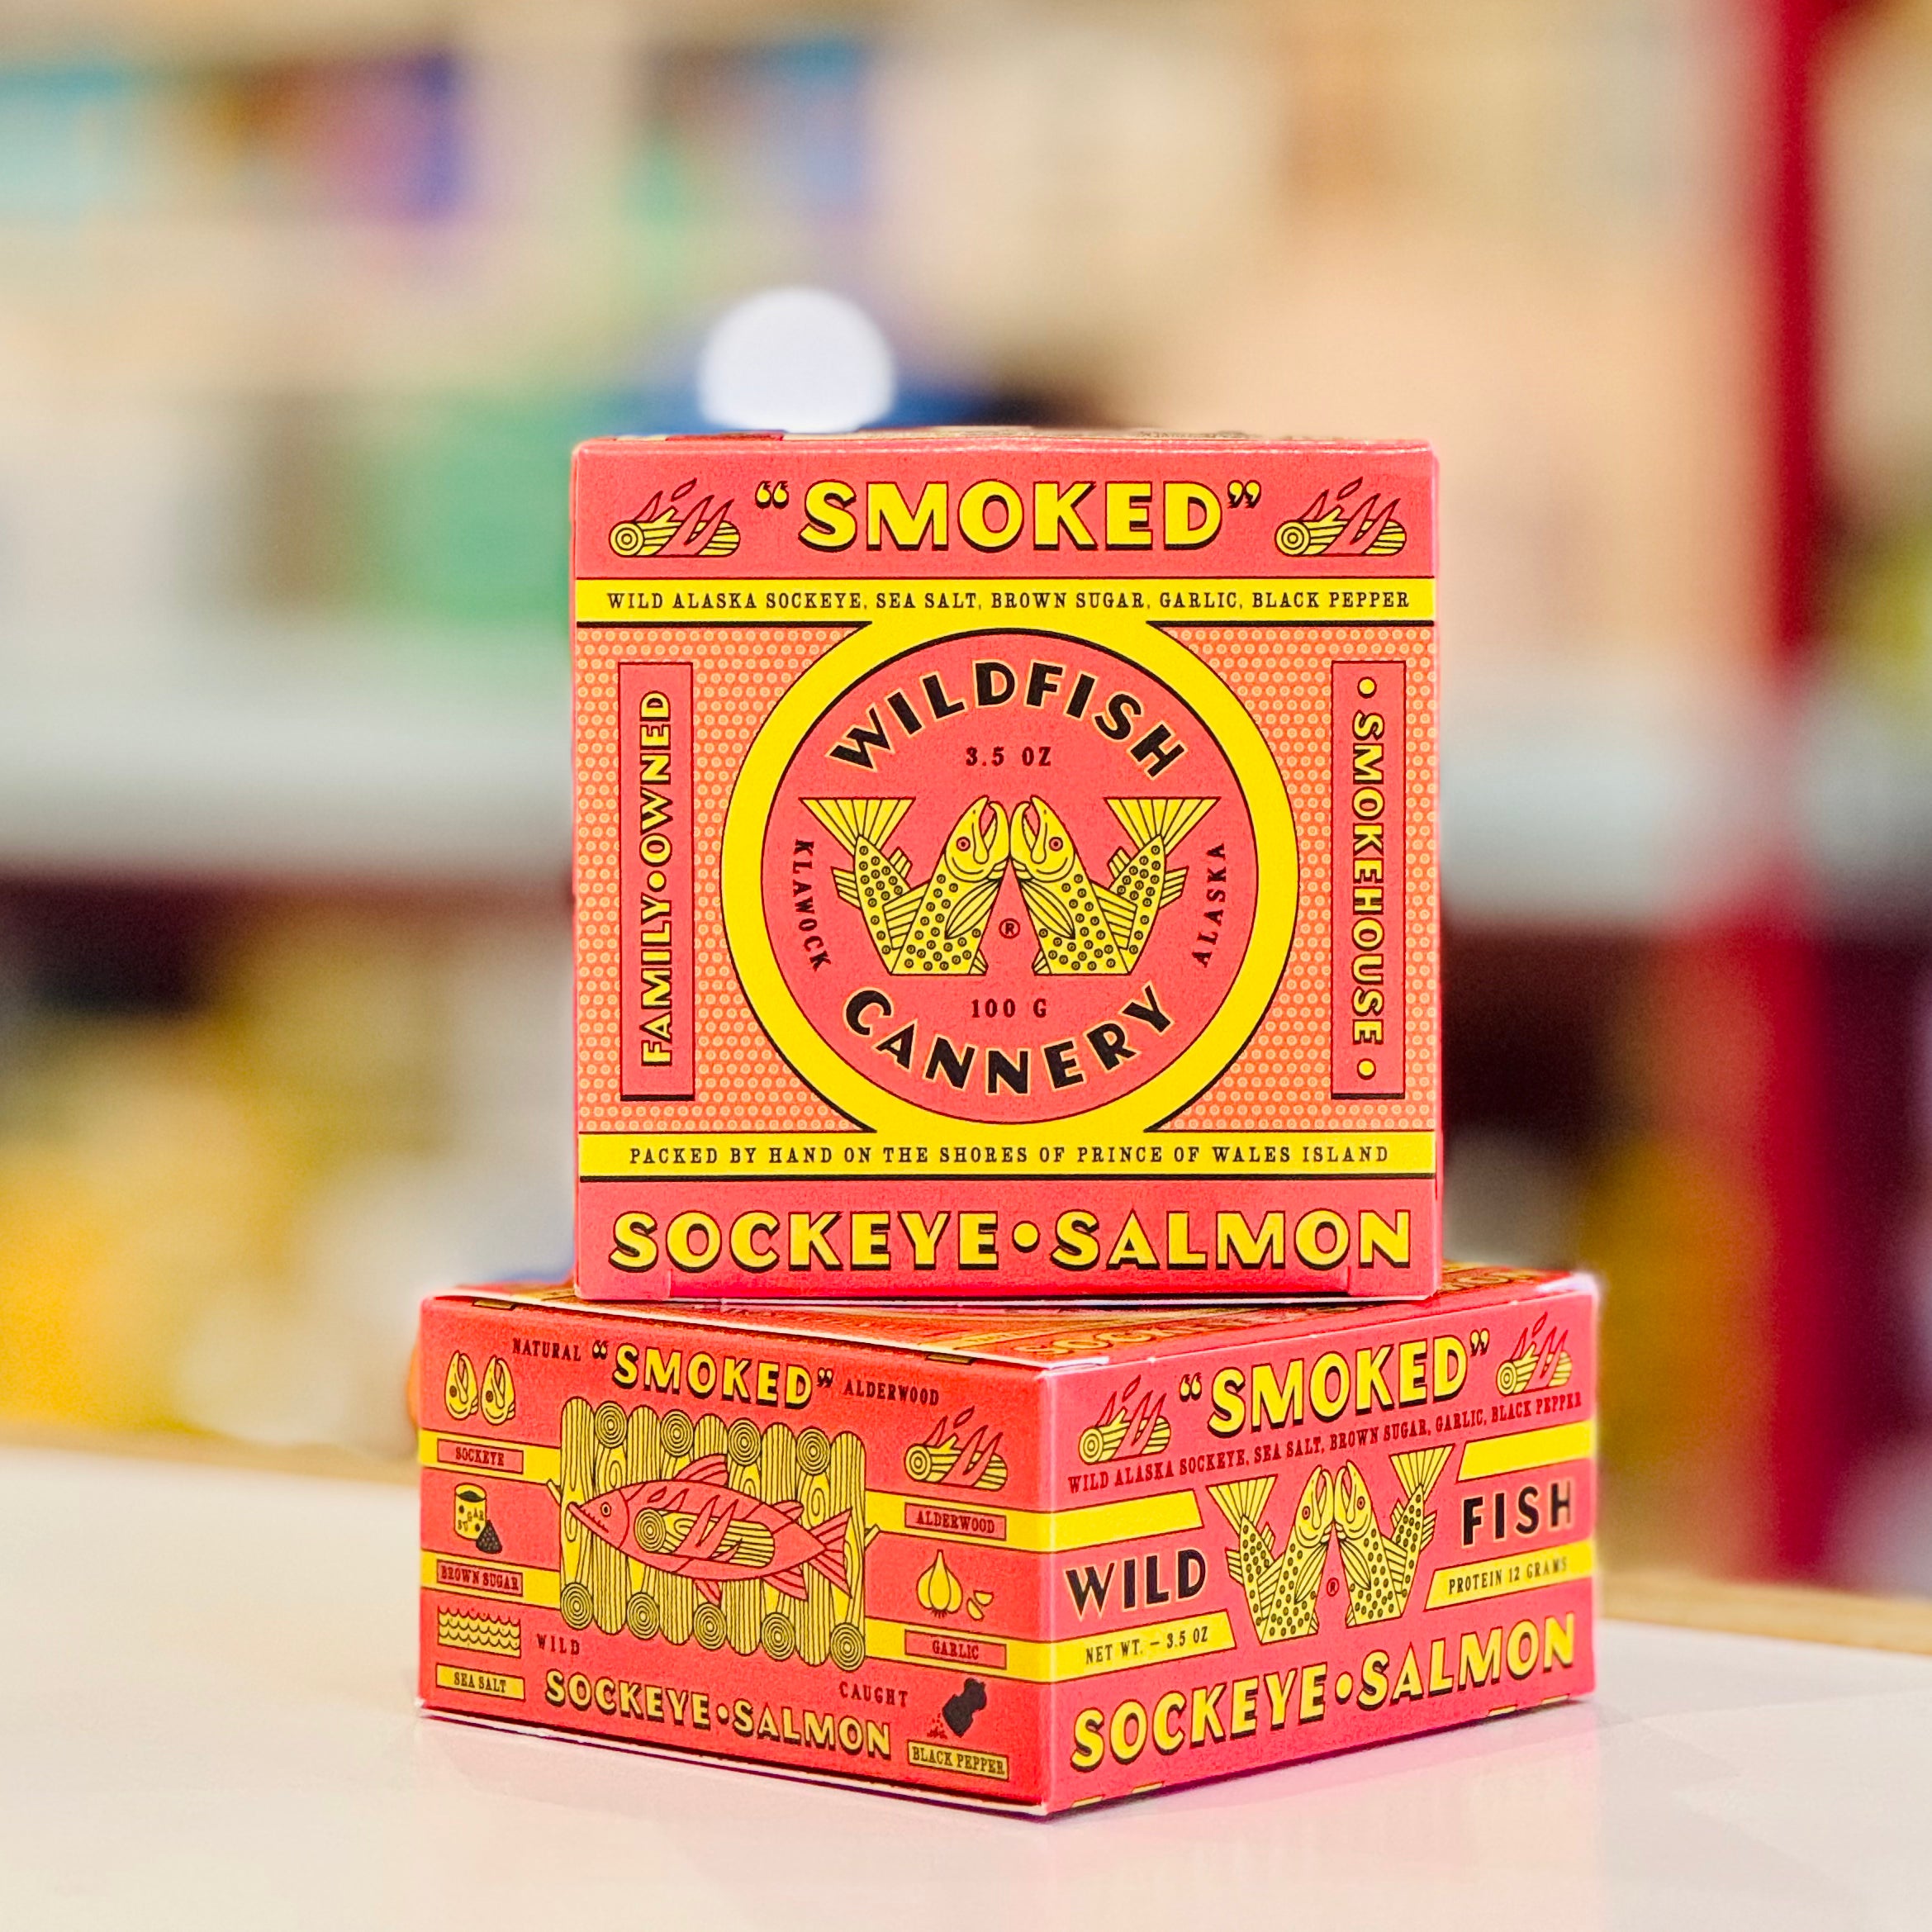 “SMOKED”
WILD ALASKA SOCKEYE, SEA SALT, BROWN SUGAR, GARLIC, BLACK PEPPER
FAMILY•OWNED
WILDFISH
3.5 OZ
KLAWOCK
ALASKA
®
100 G
CANNERY
• SMOKEHOUSE •
PACKED BY HAND ON THE SHORES OF PRINCE OF WALES ISLAND
SOCKEYE•SALMON
NATURAL “SMOKED” ALDERWOOD
SOCKEYE
ALDERWOOD
SUGAR
BROWN SUGAR
GARLIC
SEA SALT
WILD
CAUGHT
SOCKEYE•SALMON
BLACK PEPPER
“SMOKED”
WILD ALASKA SOCKEYE, SEA SALT, BROWN SUGAR, GARLIC, BLACK PEPPER
WILD
FISH
®
PROTEIN 12 GRAMS
NET WT. – 3.5 OZ
SOCKEYE•SALMON